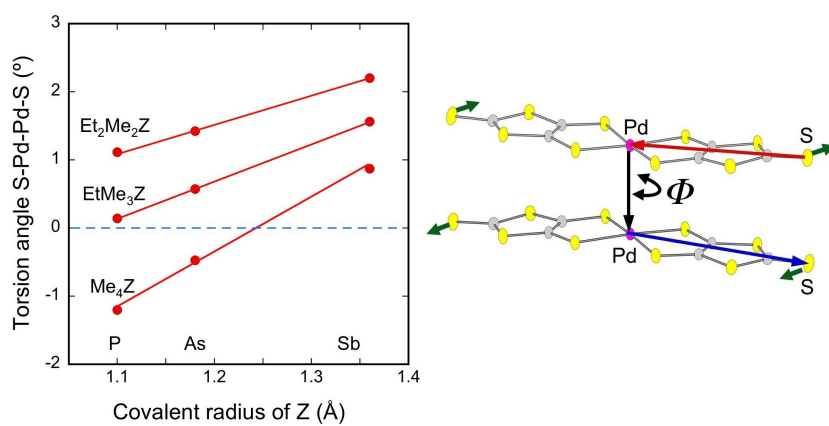 Torsion angle S-Pd-Pd-S (º)
3
2
1
0
-1
-2
Et₂Me₂Z
EtMe₃Z
Me₄Z
P As Sb
1.1 1.2 1.3 1.4
Covalent radius of Z (Å)
Pd
S
Φ
Pd
S